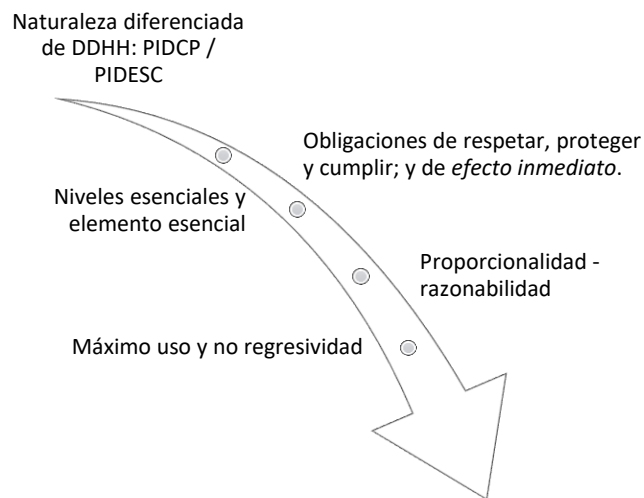 Naturaleza diferenciada
de DDHH: PIDCP /
PIDESC
Obligaciones de respetar, proteger
y cumplir; y de efecto inmediato.
Niveles esenciales y
elemento esencial
Proporcionalidad -
razonabilidad
Máximo uso y no regresividad